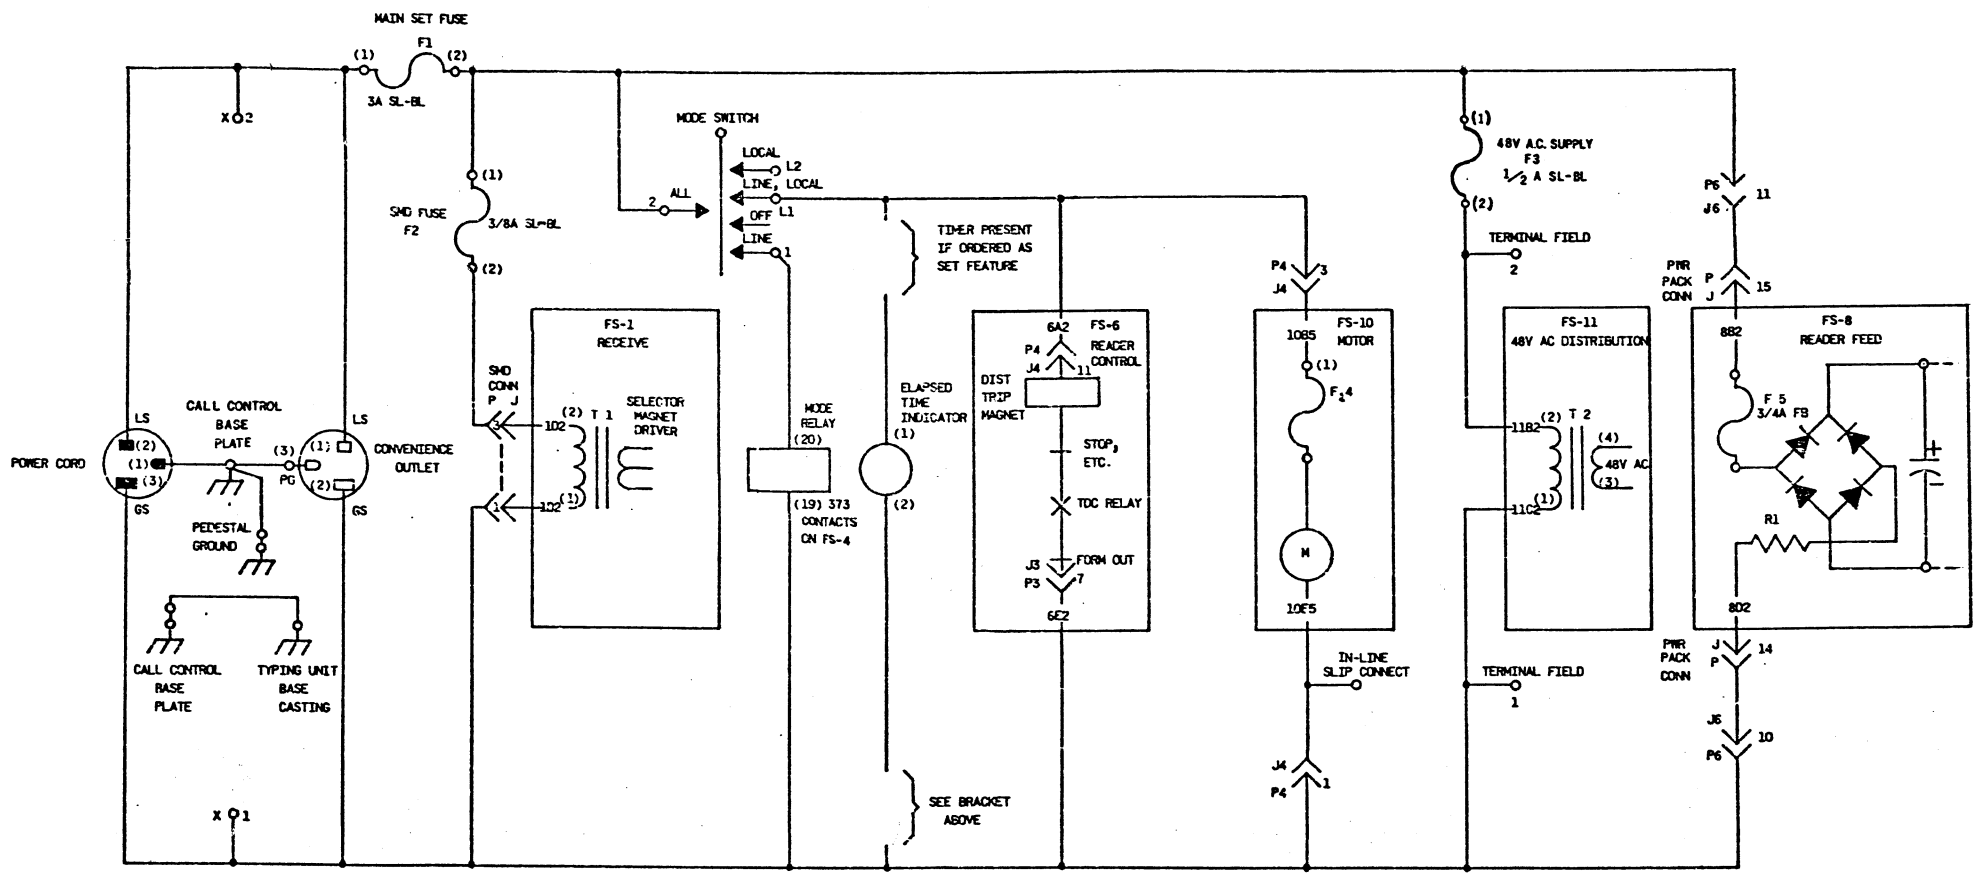 MAIN SET FUSE
(1) F1 (2)
3A SL-BL
X 2
MODE SWITCH
LOCAL
L2
LINE, LOCAL
L1
ALL
2
OFF
LINE
1
(1)
SMD FUSE
F2
3/8A SL-BL
(2)
TIMER PRESENT
IF ORDERED AS
SET FEATURE
(1)
48V A.C. SUPPLY
F3
1/2 A SL-BL
(2)
TERMINAL FIELD
2
P6
J6
11
PWR
PACK
CONN
P
J
15
P4
J4
3
FS-1
RECEIVE
SMD
CONN
P J
3
1D2
(2) T 1
SELECTOR
MAGNET
DRIVER
1
1D2
(1)
MODE
RELAY
(20)
(19) 373
CONTACTS
ON FS-4
ELAPSED
TIME
INDICATOR
(1)
(2)
6A2
FS-6
READER
CONTROL
P4
J4
11
DIST
TRIP
MAGNET
STOP,
ETC.
TDC RELAY
FORM OUT
J3
P3
7
6E2
FS-10
MOTOR
10B5
(1)
F 4
M
10E5
FS-11
48V AC DISTRIBUTION
11B2
(2) T 2
(4)
48V AC
(3)
(1)
11C2
FS-8
READER FEED
8B2
F 5
3/4A FB
+
-
R1
8D2
POWER CORD
LS
(2)
(1)
(3)
GS
CALL CONTROL
BASE
PLATE
(3)
PG
LS
(1)
(2)
GS
CONVENIENCE
OUTLET
PEDESTAL
GROUND
CALL CONTROL
BASE
PLATE
TYPING UNIT
BASE
CASTING
X 1
SEE BRACKET
ABOVE
IN-LINE
SLIP CONNECT
J4
P4
1
TERMINAL FIELD
1
PWR
PACK
CONN
J
P
14
J6
P6
10